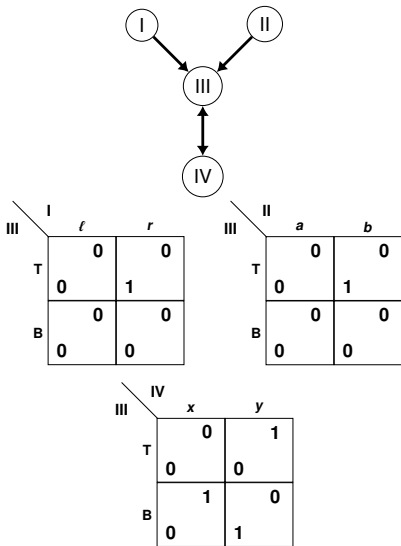 I II
III
IV
I II
III ℓ r III a b
0 0 0 0
T T
0 1 0 1
0 0 0 0
B B
0 0 0 0
IV
III x y
0 1
T
0 0
1 0
B
0 1